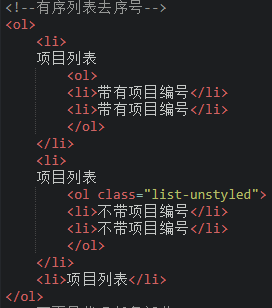 <!--有序列表去序号-->
<ol>
<li>
项目列表
<ol>
<li>带有项目编号</li>
<li>带有项目编号</li>
</ol>
</li>
<li>
项目列表
<ol class="list-unstyled">
<li>不带项目编号</li>
<li>不带项目编号</li>
</ol>
</li>
<li>项目列表</li>
</ol>